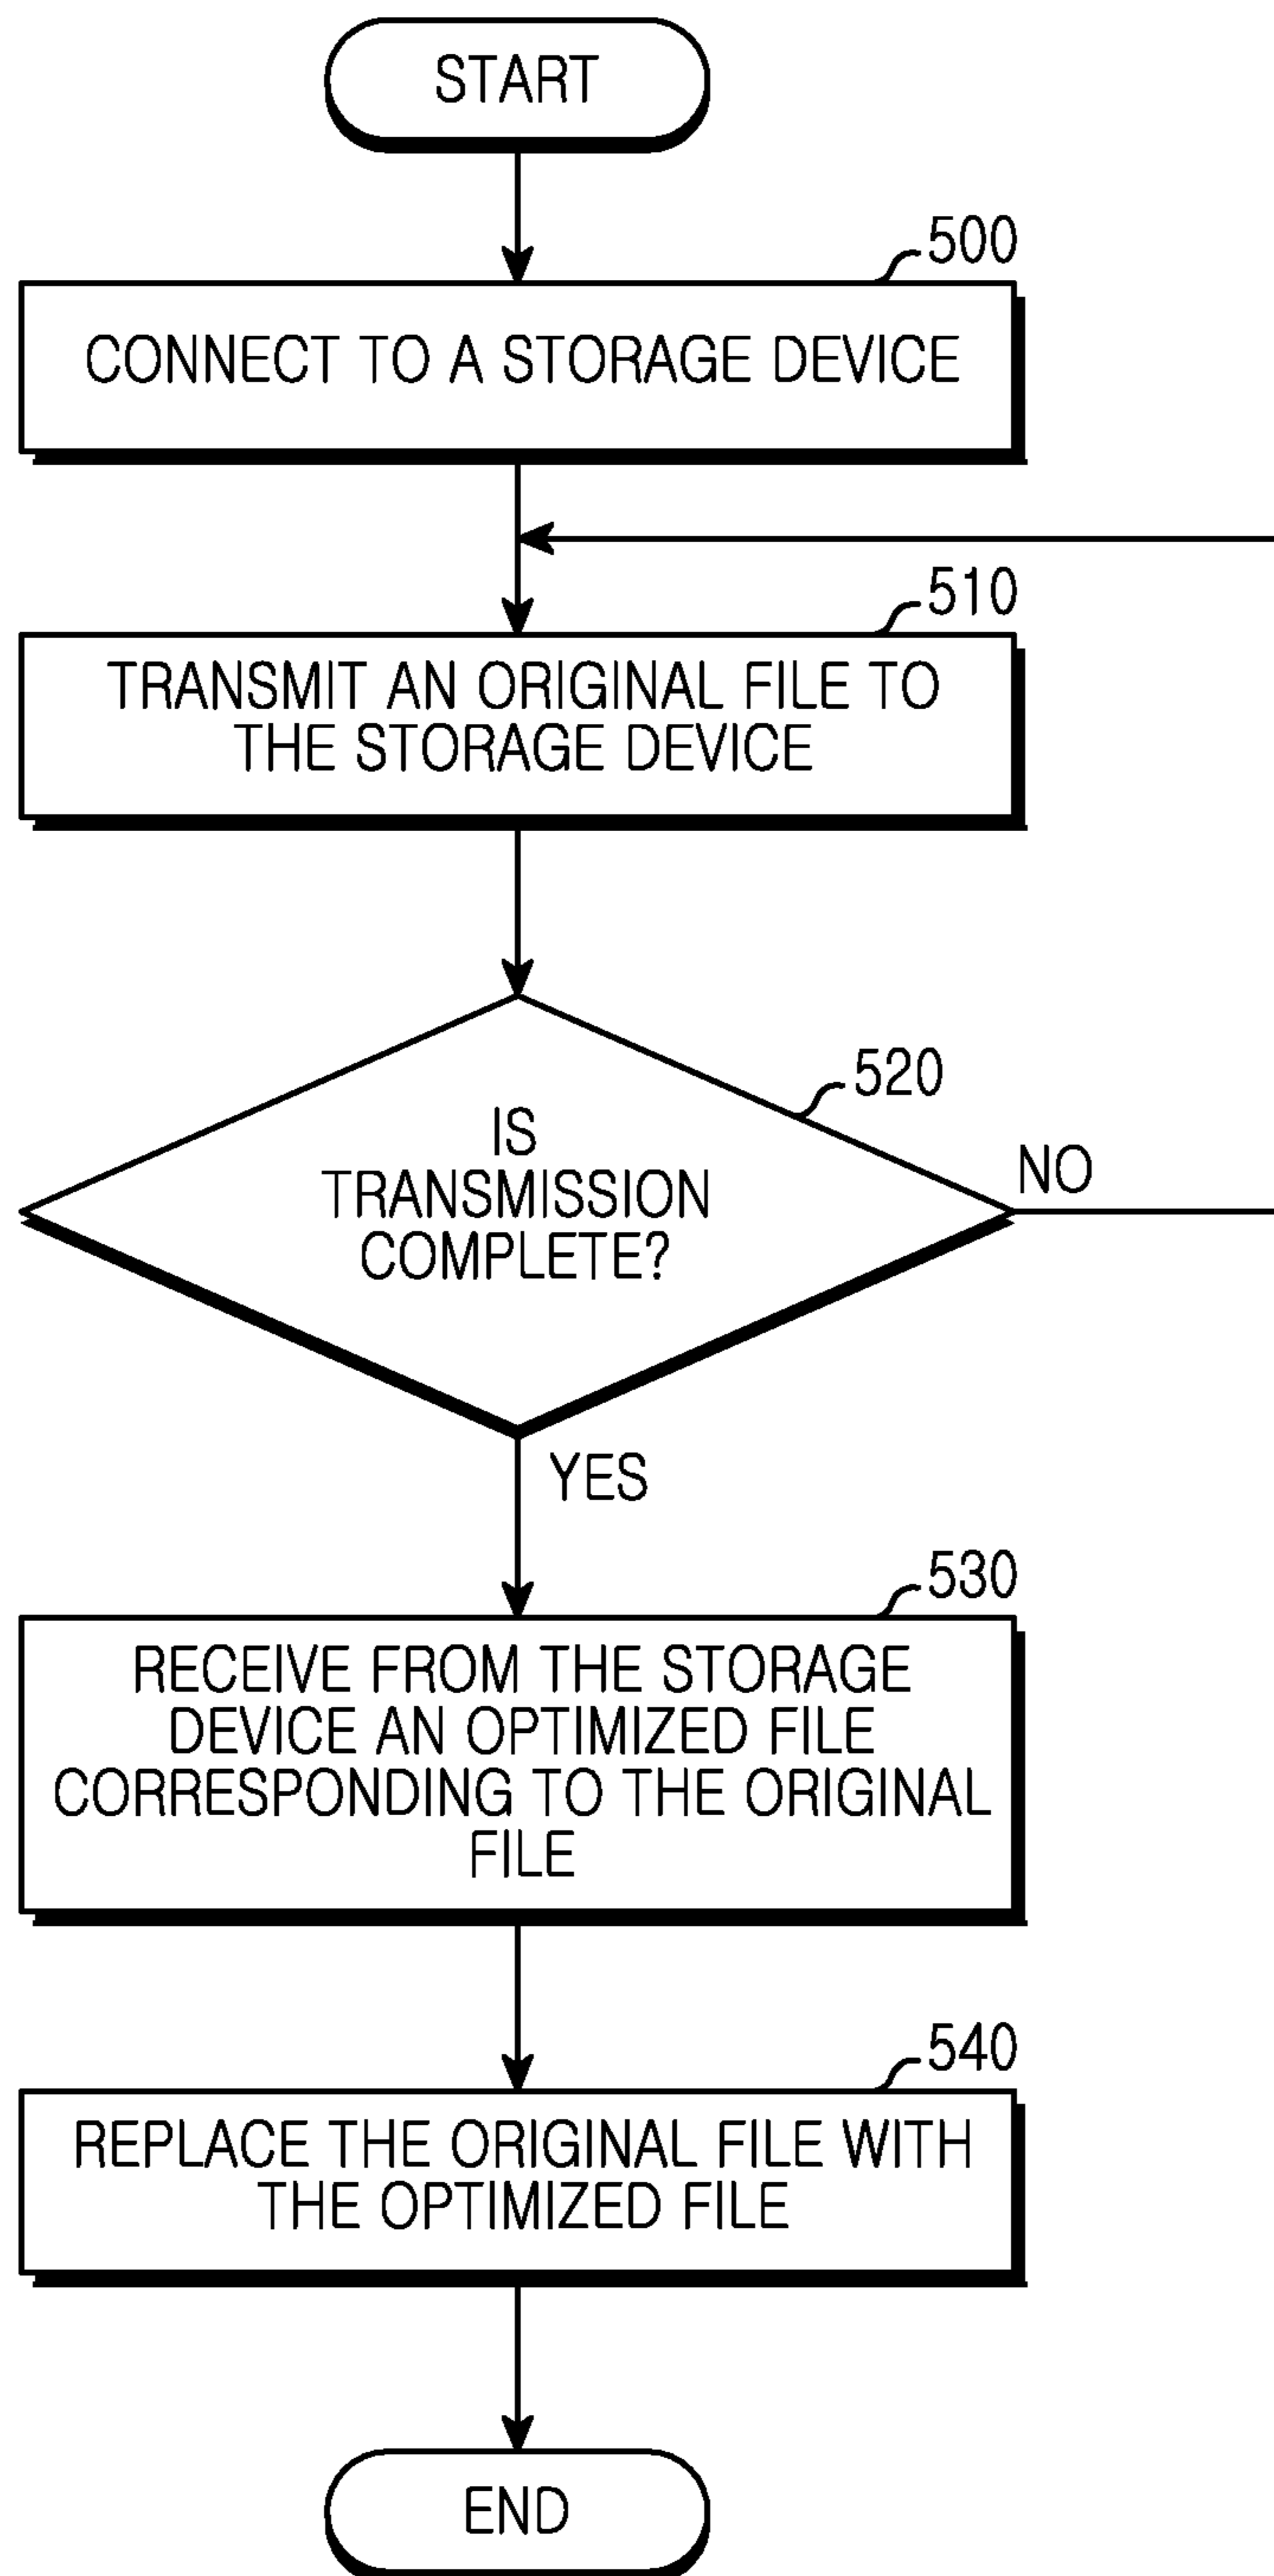 START
500
CONNECT TO A STORAGE DEVICE
510
TRANSMIT AN ORIGINAL FILE TO
THE STORAGE DEVICE
520
IS
TRANSMISSION
COMPLETE?
NO
YES
530
RECEIVE FROM THE STORAGE
DEVICE AN OPTIMIZED FILE
CORRESPONDING TO THE ORIGINAL
FILE
540
REPLACE THE ORIGINAL FILE WITH
THE OPTIMIZED FILE
END